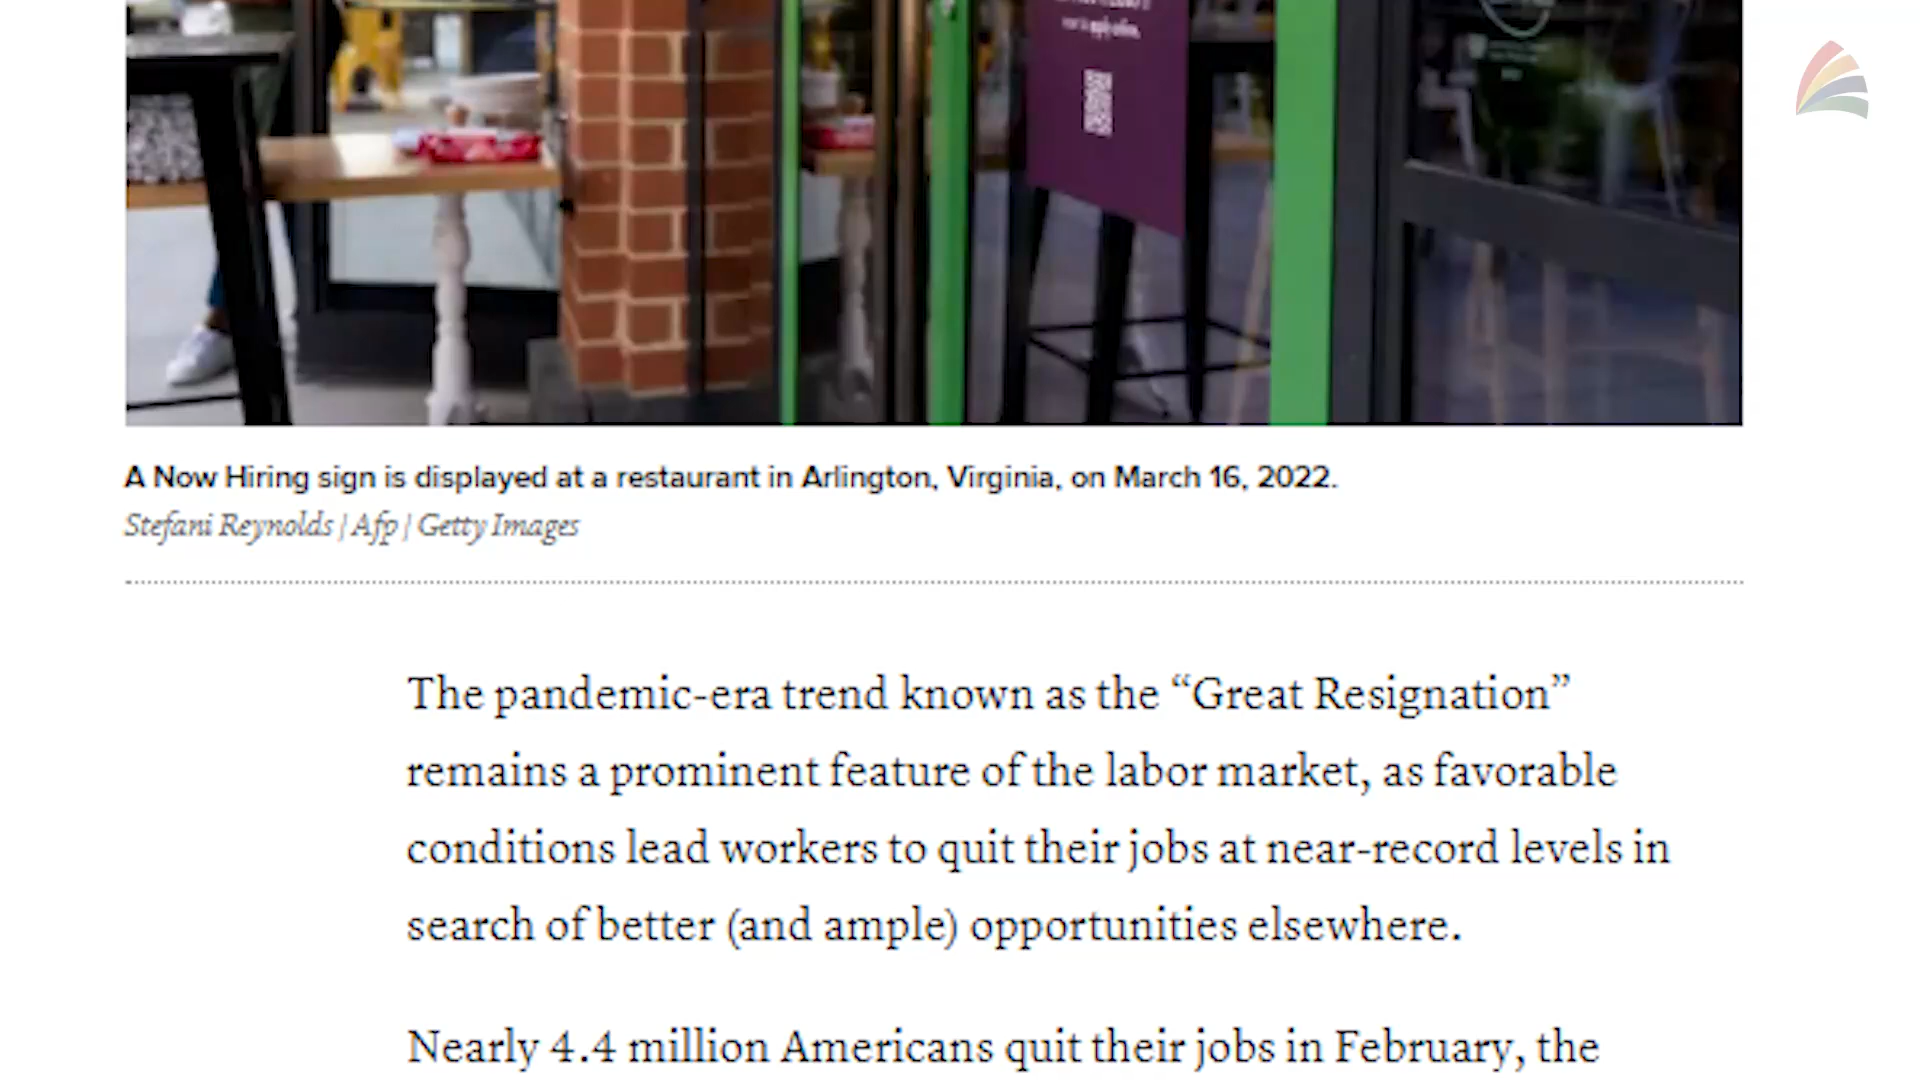 A Now Hiring sign is displayed at a restaurant in Arlington, Virginia, on March 16, 2022.
Stefani Reynolds | Afp | Getty Images
The pandemic-era trend known as the “Great Resignation”
remains a prominent feature of the labor market, as favorable
conditions lead workers to quit their jobs at near-record levels in
search of better (and ample) opportunities elsewhere.
Nearly 4.4 million Americans quit their jobs in February, the